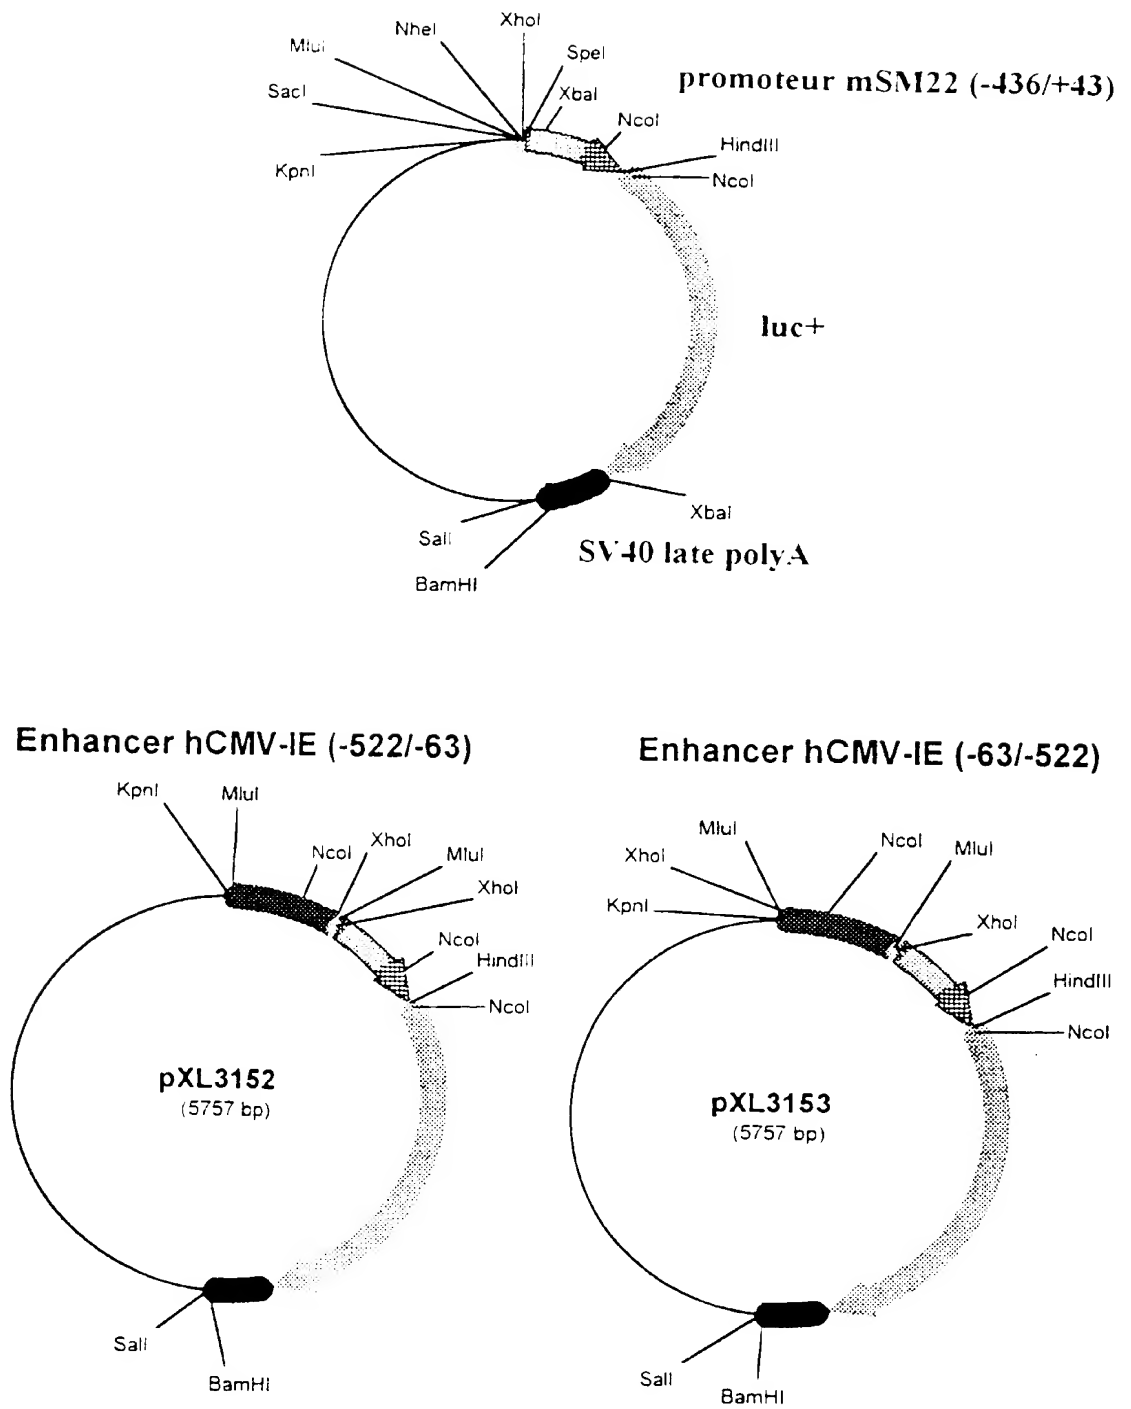 XhoI
NheI
SpeI
MluI
promoteur mSM22 (-436/+43)
SacI
XbaI
NcoI
HindIII
KpnI
NcoI
luc+
XbaI
SalI
SV40 late polyA
BamHI
Enhancer hCMV-IE (-522/-63)
KpnI
MluI
NcoI
XhoI
MluI
XhoI
NcoI
HindIII
NcoI
pXL3152
(5757 bp)
SalI
BamHI
Enhancer hCMV-IE (-63/-522)
MluI
NcoI
MluI
XhoI
KpnI
XhoI
NcoI
HindIII
NcoI
pXL3153
(5757 bp)
SalI
BamHI